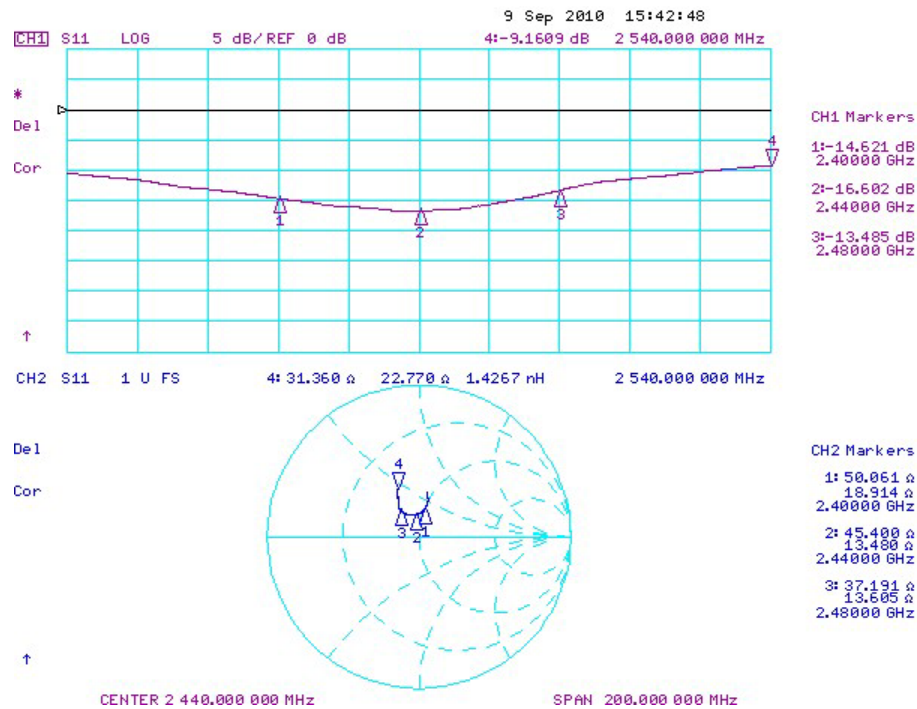 9 Sep 2010 15:42:48
CH1 S11 LOG 5 dB/REF 0 dB 4:-9.1609 dB 2 540.000 000 MHz
*
Del
Cor
CH1 Markers
1:-14.621 dB
2.40000 GHz
2:-16.602 dB
2.44000 GHz
3:-13.485 dB
2.48000 GHz
4
1
2
3
↑
CH2 S11 1 U FS 4: 31.360 Ω 22.770 Ω 1.4267 nH 2 540.000 000 MHz
Del
Cor
CH2 Markers
1: 50.061 Ω
18.914 Ω
2.40000 GHz
2: 45.400 Ω
13.480 Ω
2.44000 GHz
3: 37.191 Ω
13.605 Ω
2.48000 GHz
4
3
2
1
↑
CENTER 2 440.000 000 MHz SPAN 200.000 000 MHz